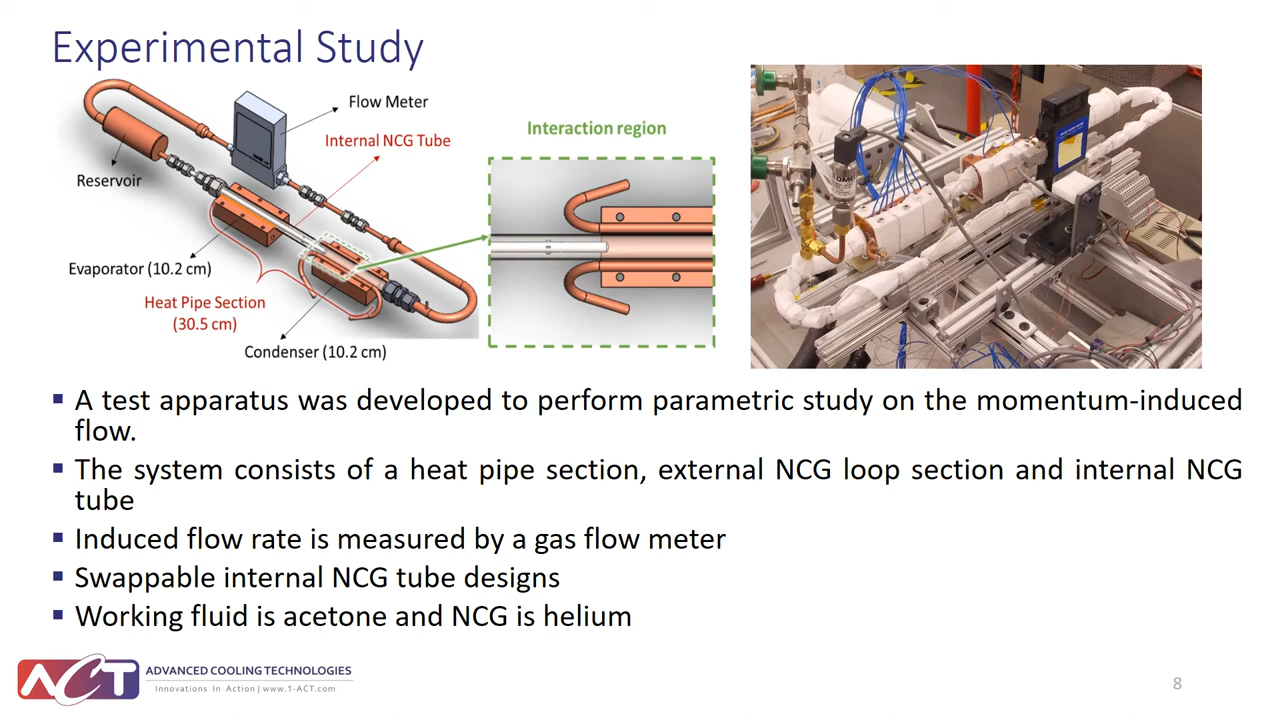 Experimental Study
Flow Meter
Internal NCG Tube
Reservoir
Evaporator (10.2 cm)
Heat Pipe Section
(30.5 cm)
Condenser (10.2 cm)
Interaction region
▪ A test apparatus was developed to perform parametric study on the momentum-induced
flow.
▪ The system consists of a heat pipe section, external NCG loop section and internal NCG
tube
▪ Induced flow rate is measured by a gas flow meter
▪ Swappable internal NCG tube designs
▪ Working fluid is acetone and NCG is helium
ACT
ADVANCED COOLING TECHNOLOGIES
Innovations In Action | www.1-ACT.com
8